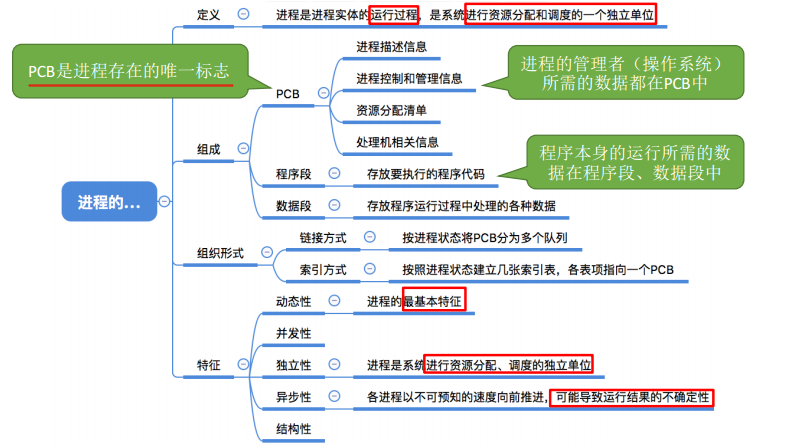 定义
进程是进程实体的运行过程，是系统进行资源分配和调度的一个独立单位
PCB是进程存在的唯一标志
进程描述信息
进程控制和管理信息
PCB
资源分配清单
处理机相关信息
进程的管理者（操作系统）
所需的数据都在PCB中
组成
程序段
存放要执行的程序代码
数据段
存放程序运行过程中处理的各种数据
程序本身的运行所需的数
据在程序段、数据段中
进程的...
组织形式
链接方式
按进程状态将PCB分为多个队列
索引方式
按照进程状态建立几张索引表，各表项指向一个PCB
特征
动态性
进程的最基本特征
并发性
独立性
进程是系统进行资源分配、调度的独立单位
异步性
各进程以不可预知的速度向前推进，可能导致运行结果的不确定性
结构性